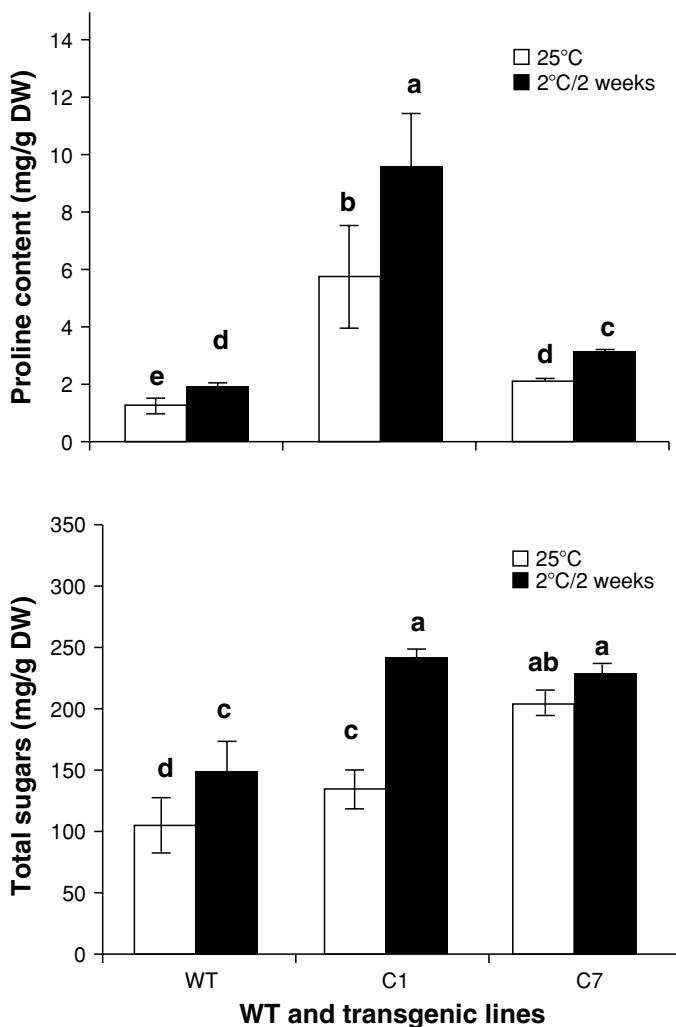 14
12
10
8
6
4
2
0
Proline content (mg/g DW)
25°C
2°C/2 weeks
e
d
b
a
d
c
350
300
250
200
150
100
50
0
Total sugars (mg/g DW)
25°C
2°C/2 weeks
d
c
c
a
ab
a
WT
C1
C7
WT and transgenic lines